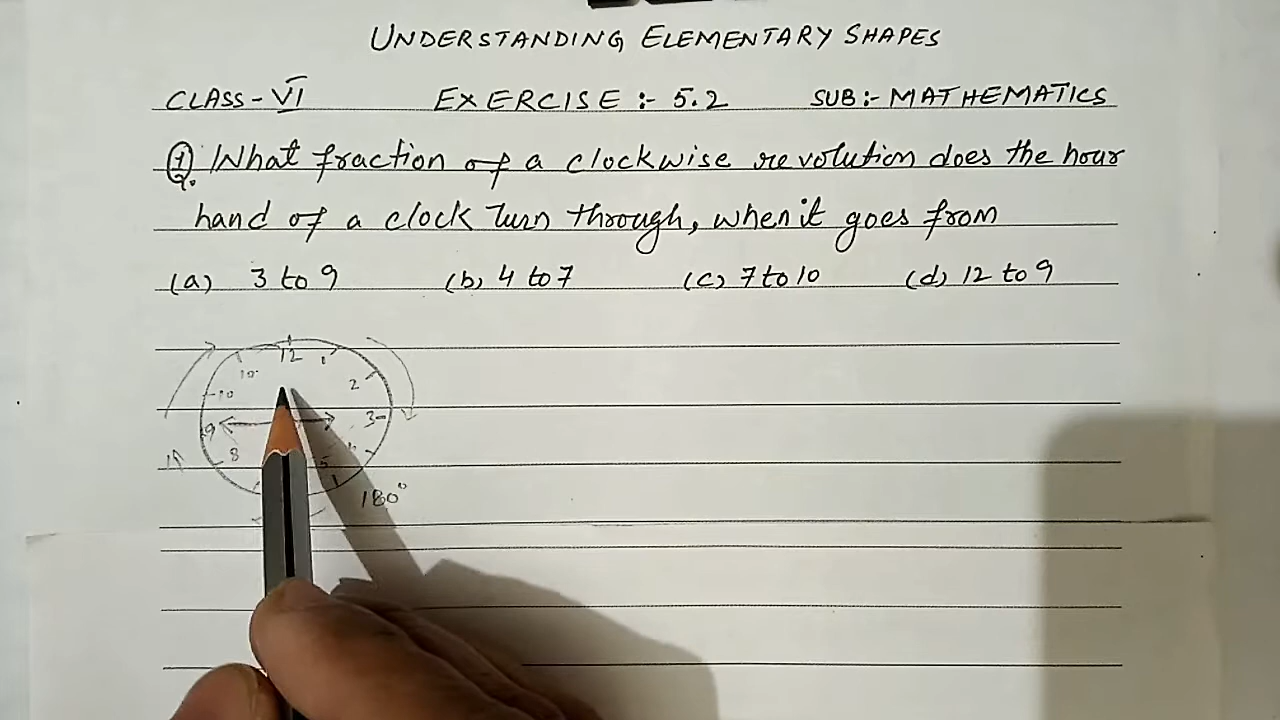 UNDERSTANDING ELEMENTARY SHAPES
CLASS-VI EXERCISE :- 5.2 SUB:- MATHEMATICS
Q.1 What fraction of a clockwise revolution does the hour
hand of a clock turn through, when it goes from
(a) 3 to 9 (b) 4 to 7 (c) 7 to 10 (d) 12 to 9
12
1
10
2
10
3
9
8
5
180°